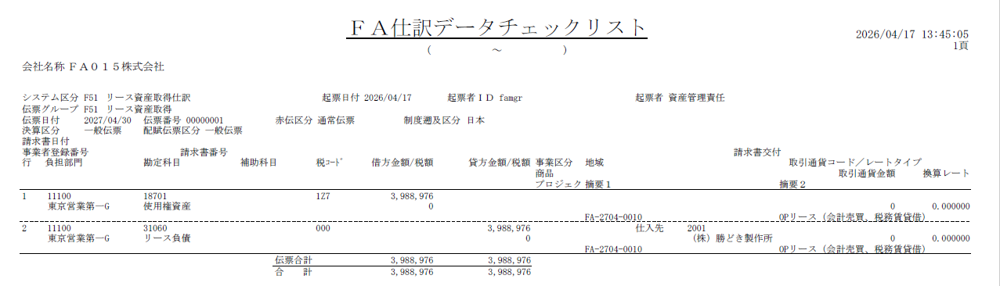 ＦＡ仕訳データチェックリスト
2026/04/17 13:45:05
( ～ )
1頁
会社名称 ＦＡ０１５株式会社
システム区分 F51 リース資産取得仕訳 起票日付 2026/04/17 起票者ＩＤ famgr 起票者 資産管理責任
伝票グループ F51 リース資産取得
伝票日付 2027/04/30 伝票番号 00000001 赤伝区分 通常伝票 制度遡及区分 日本
決算区分 一般伝票 配賦伝票区分 一般伝票
請求書日付
事業者登録番号 請求書番号 請求書交付
行 負担部門 勘定科目 補助科目 税ｺｰﾄﾞ 借方金額/税額 貸方金額/税額 事業区分 地域 取引通貨コード／レートタイプ
商品 取引通貨金額 換算レート
プロジェク 摘要１ 摘要２
1 11100 18701 1Z7 3,988,976
東京営業第一G 使用権資産 0 0 0.000000
FA-2704-0010 OPリース（会計売買、税務賃貸借）
2 11100 31060 000 3,988,976 仕入先 2001
東京営業第一G リース負債 0 （株）勝どき製作所 0 0.000000
FA-2704-0010 OPリース（会計売買、税務賃貸借）
伝票合計 3,988,976 3,988,976
合　計 3,988,976 3,988,976